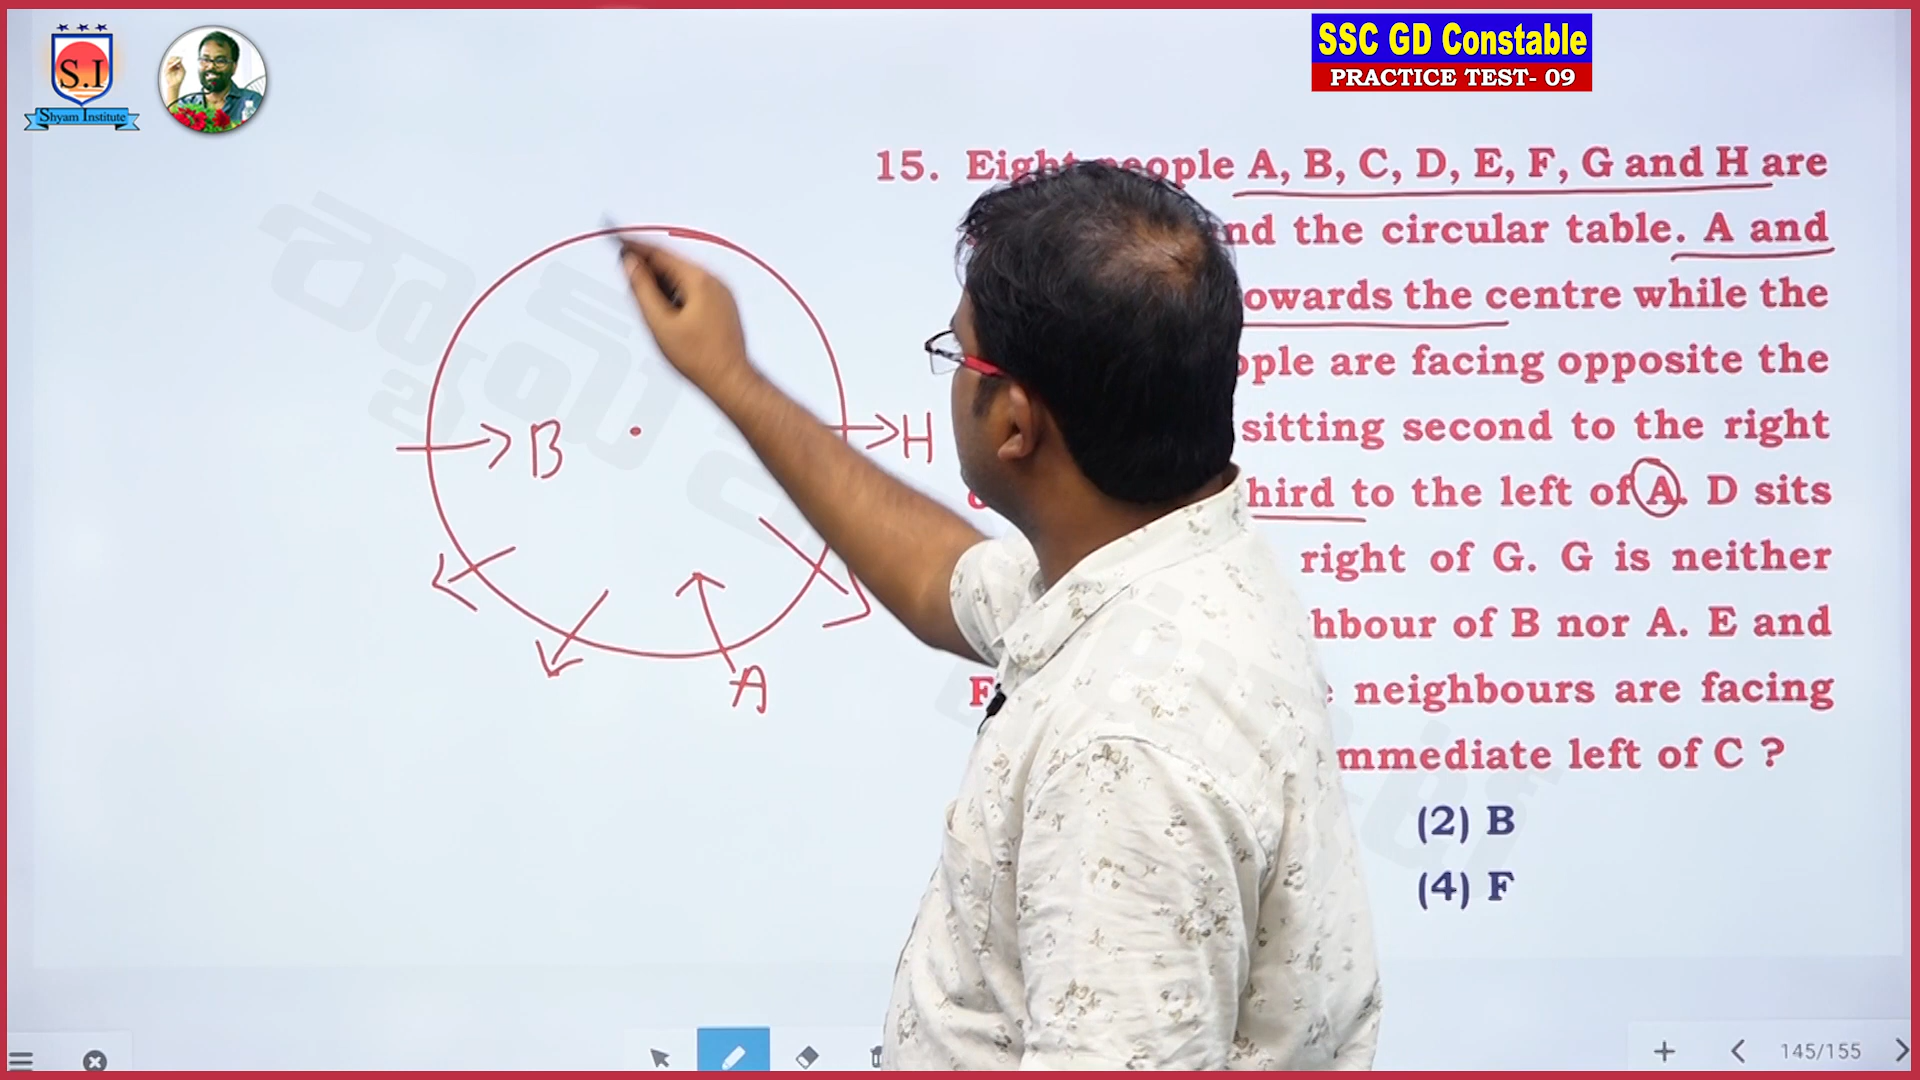 S.I
Shyam Institute
SSC GD Constable
PRACTICE TEST- 09
15. Eight people A, B, C, D, E, F, G and H are
nd the circular table. A and
owards the centre while the
ople are facing opposite the
sitting second to the right
hird to the left of A. D sits
right of G. G is neither
hbour of B nor A. E and
F neighbours are facing
mmediate left of C ?
(2) B
(4) F
B
H
A
145/155